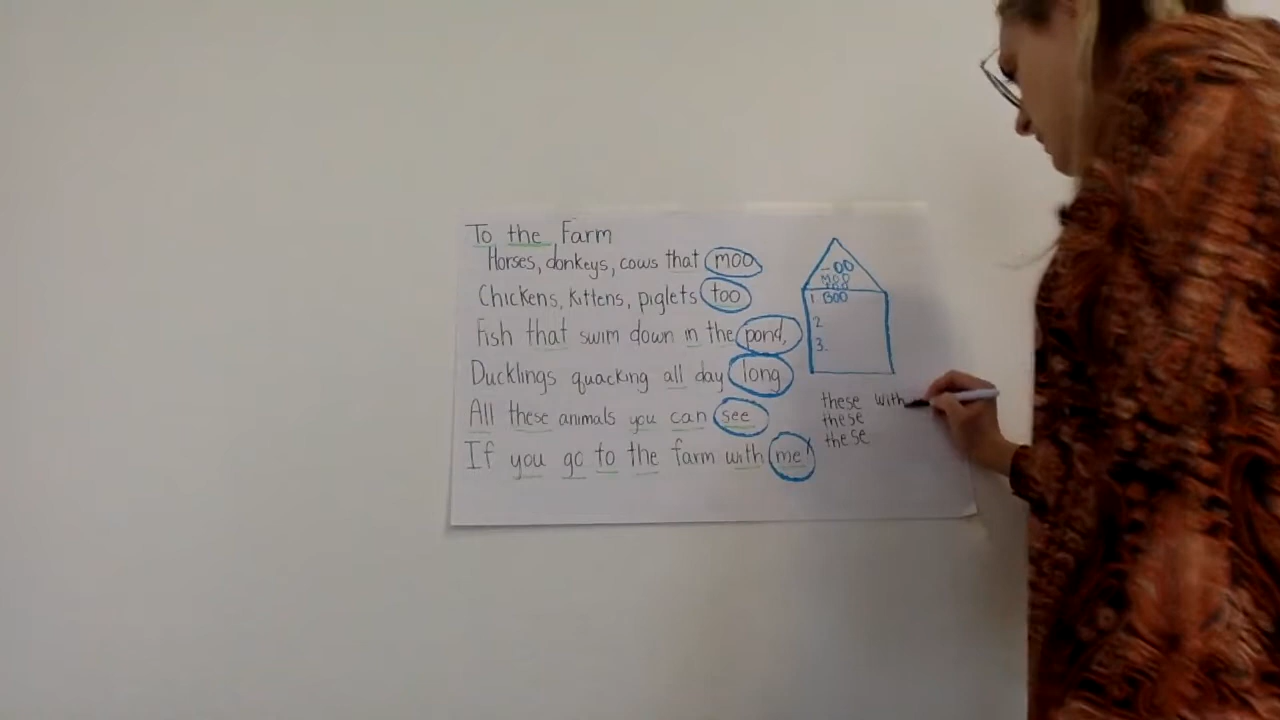 To the Farm
Horses, donkeys, cows that moo
Chickens, kittens, piglets too
Fish that swim down in the pond,
Ducklings quacking all day long
All these animals you can see
If you go to the farm with me!
-oo
moo
1 Boo
2
3.
these with
these
these